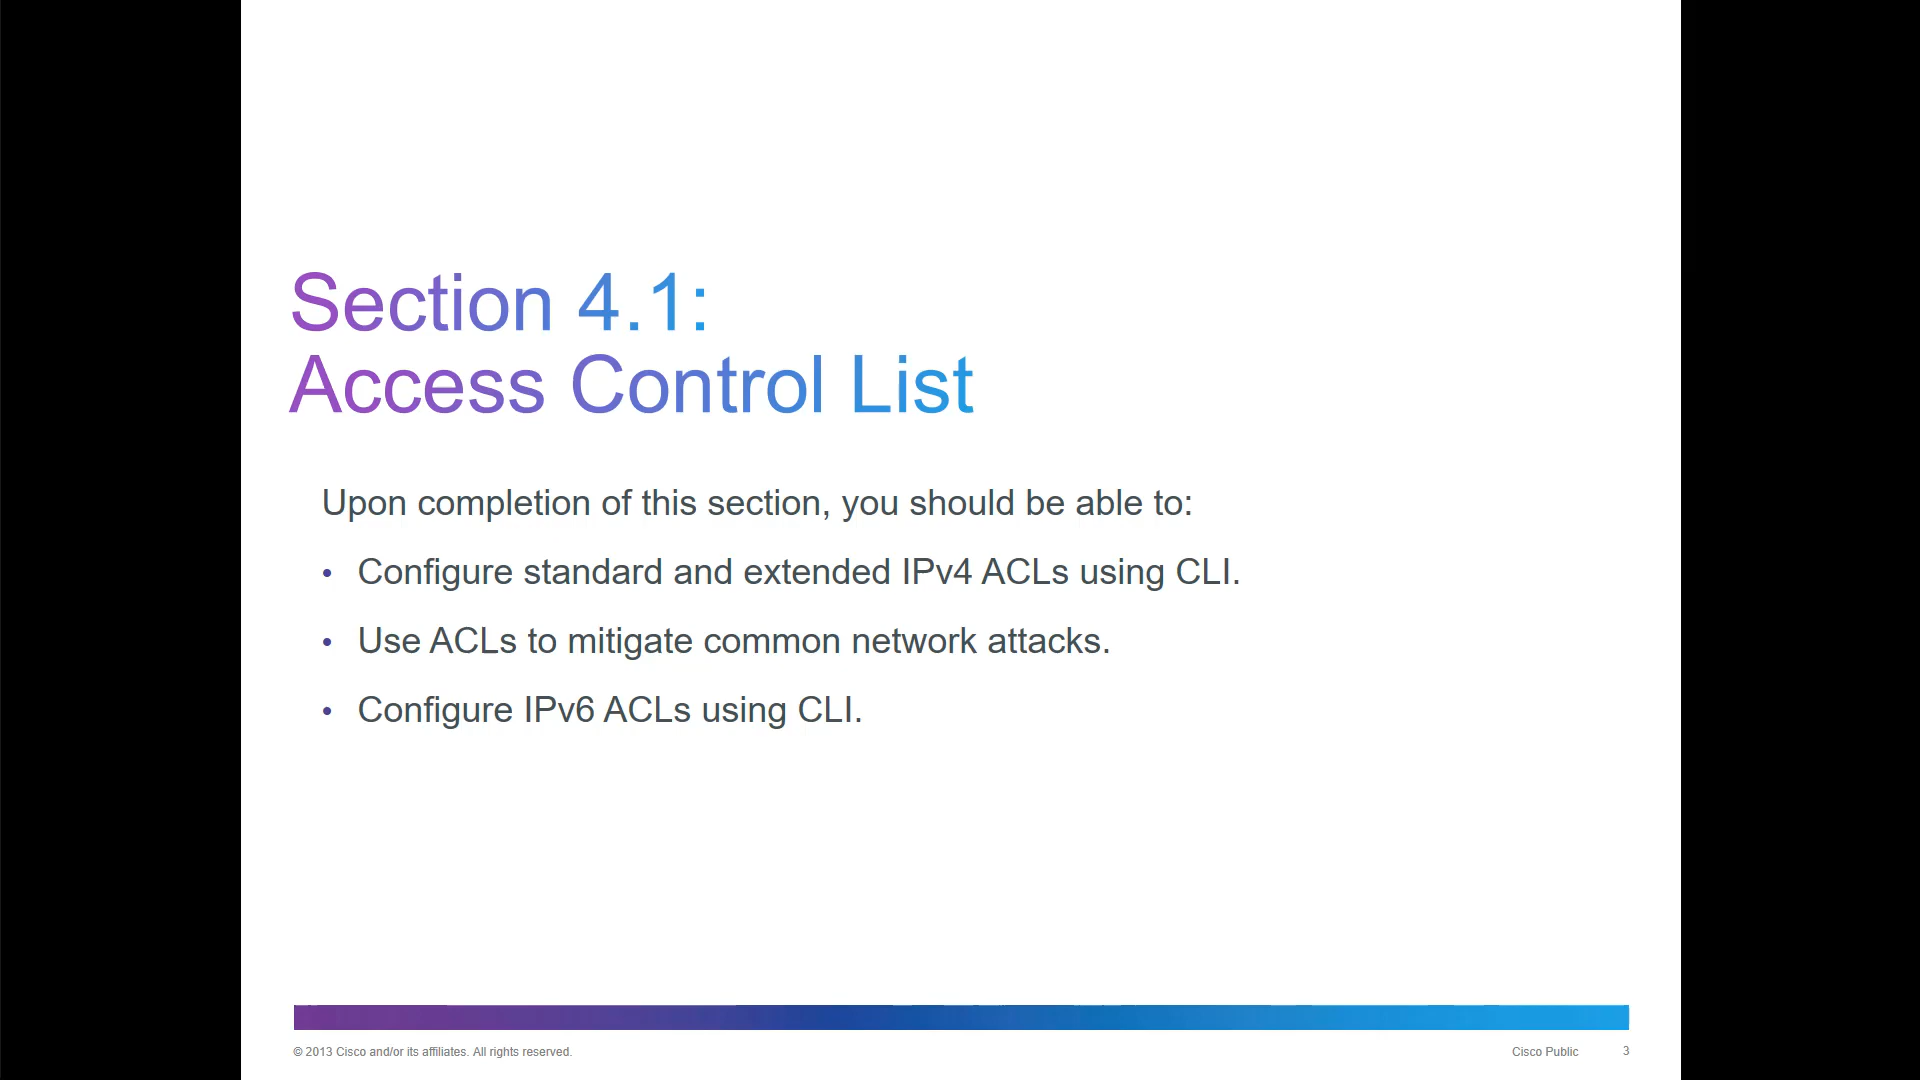 Section 4.1:
Access Control List
Upon completion of this section, you should be able to:
• Configure standard and extended IPv4 ACLs using CLI.
• Use ACLs to mitigate common network attacks.
• Configure IPv6 ACLs using CLI.
© 2013 Cisco and/or its affiliates. All rights reserved.
Cisco Public
3